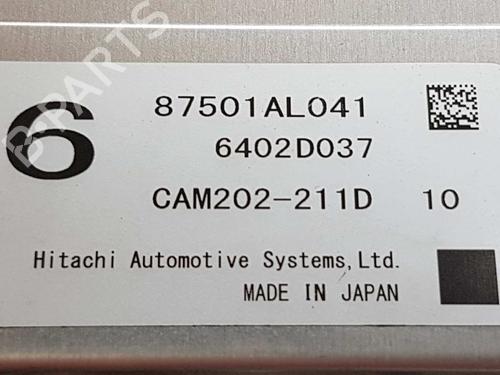 B-PARTS
6
87501AL041
6402D037
CAM202-211D 10
Hitachi Automotive Systems,Ltd.
MADE IN JAPAN